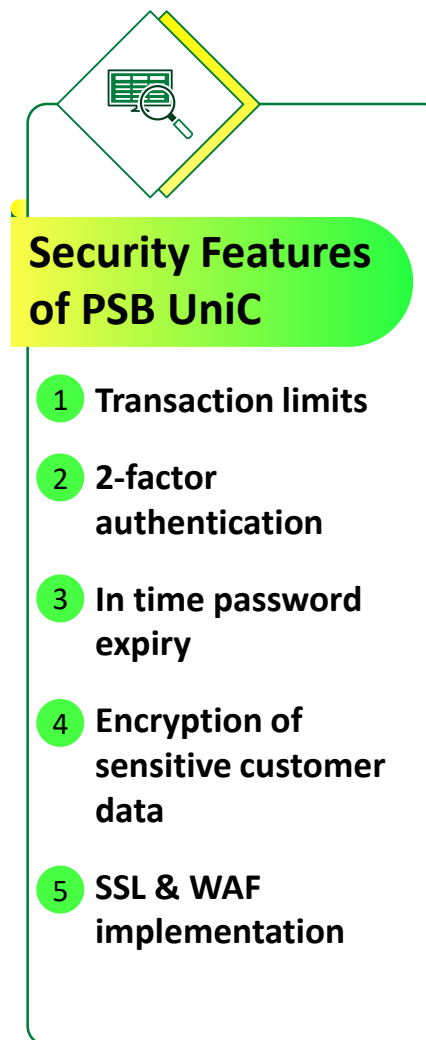 Security Features
of PSB UniC
1 Transaction limits
2 2-factor
authentication
3 In time password
expiry
4 Encryption of
sensitive customer
data
5 SSL & WAF
implementation